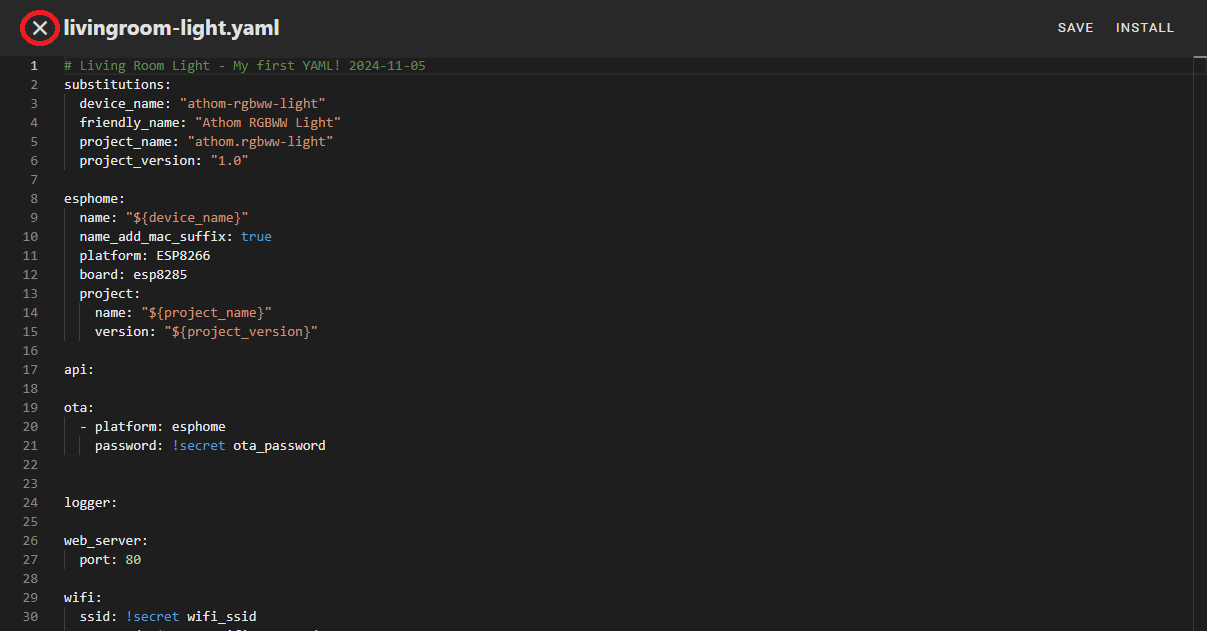 livingroom-light.yaml SAVE INSTALL
1 # Living Room Light - My first YAML! 2024-11-05
2 substitutions:
3   device_name: "athom-rgbww-light"
4   friendly_name: "Athom RGBWW Light"
5   project_name: "athom.rgbww-light"
6   project_version: "1.0"
7
8 esphome:
9   name: "${device_name}"
10   name_add_mac_suffix: true
11   platform: ESP8266
12   board: esp8285
13   project:
14     name: "${project_name}"
15     version: "${project_version}"
16
17 api:
18
19 ota:
20   - platform: esphome
21     password: !secret ota_password
22
23
24 logger:
25
26 web_server:
27   port: 80
28
29 wifi:
30   ssid: !secret wifi_ssid